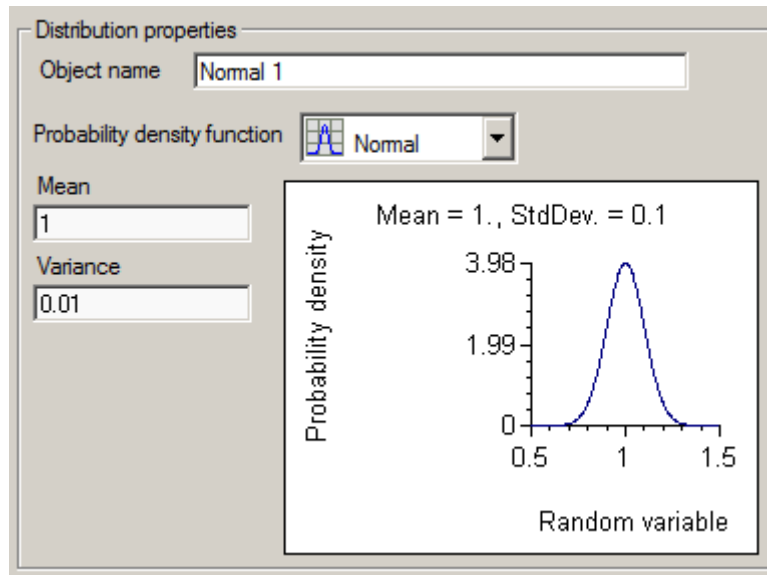 Distribution properties
Object name Normal 1
Probability density function Normal
Mean
1
Variance
0.01
Mean = 1., StdDev. = 0.1
Probability density
3.98
1.99
0
0.5 1 1.5
Random variable